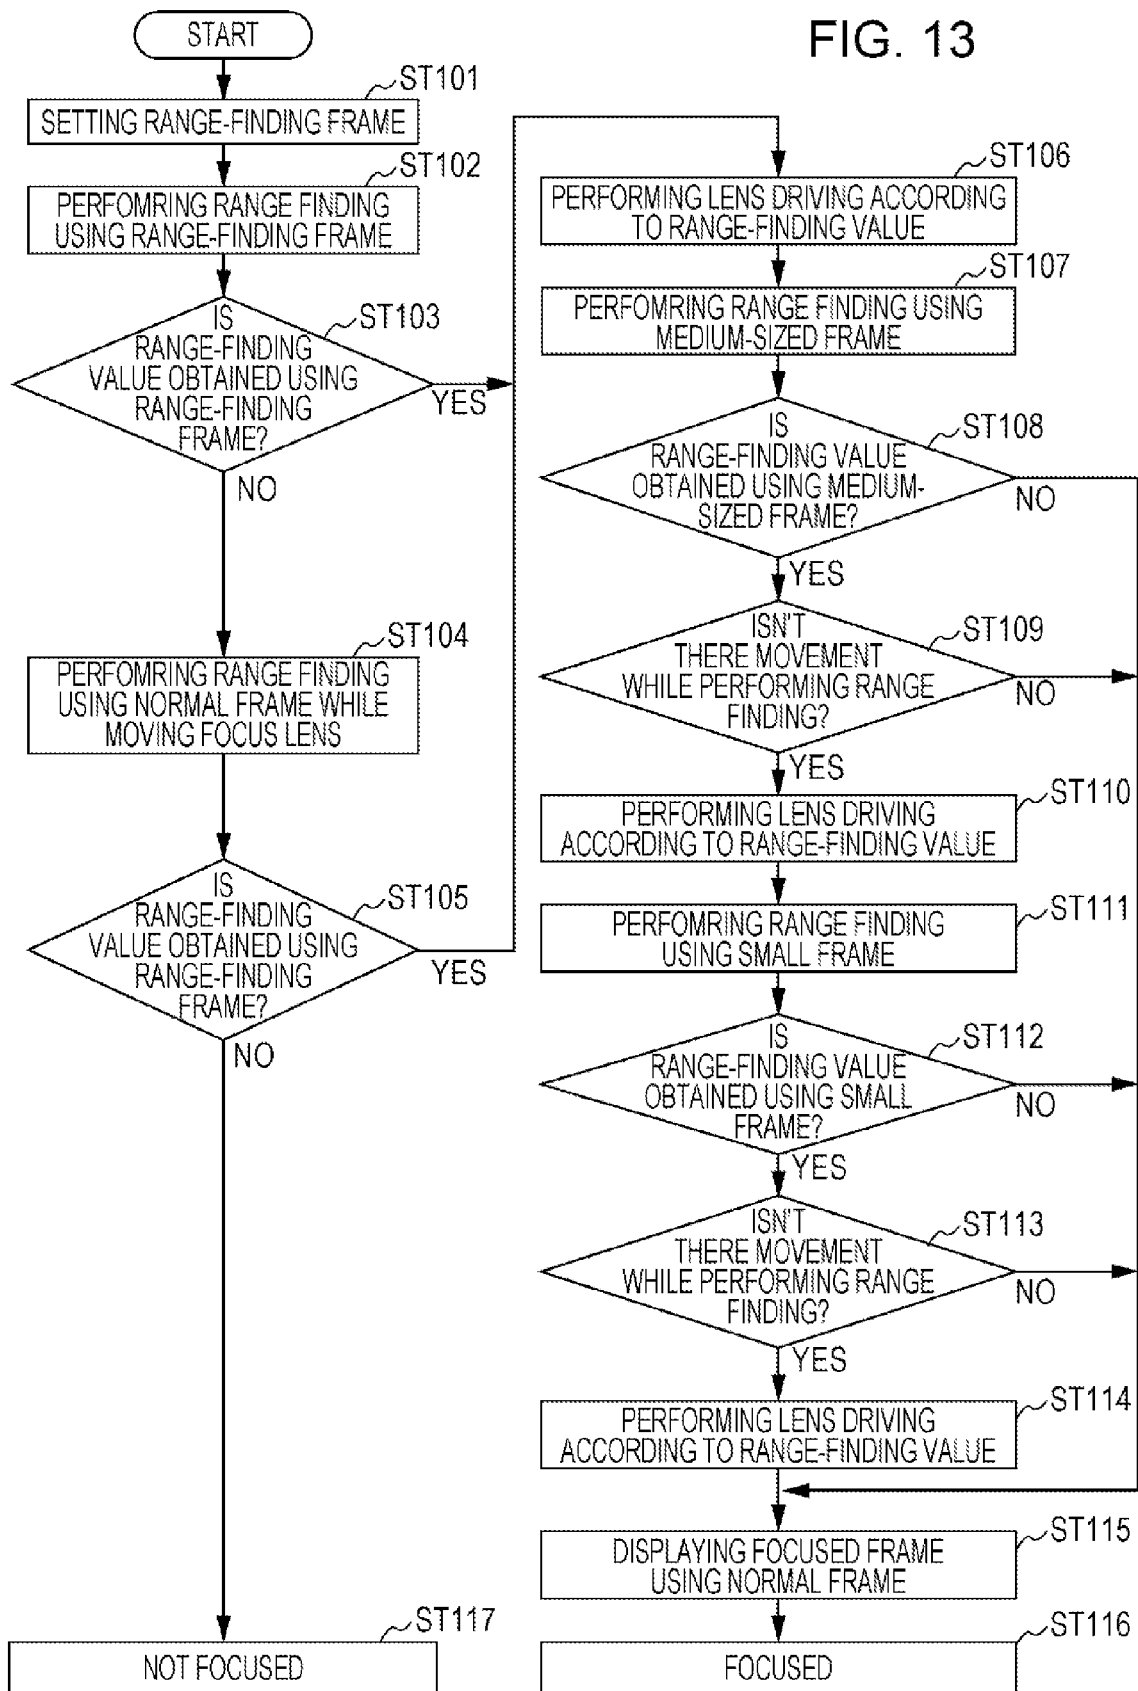 FIG. 13
START
ST101
SETTING RANGE-FINDING FRAME
ST102
PERFOMRING RANGE FINDING
USING RANGE-FINDING FRAME
ST103
IS
RANGE-FINDING
VALUE OBTAINED USING
RANGE-FINDING
FRAME?
YES
NO
ST104
PERFOMRING RANGE FINDING
USING NORMAL FRAME WHILE
MOVING FOCUS LENS
ST105
IS
RANGE-FINDING
VALUE OBTAINED USING
RANGE-FINDING
FRAME?
YES
NO
ST117
NOT FOCUSED
ST106
PERFORMING LENS DRIVING ACCORDING
TO RANGE-FINDING VALUE
ST107
PERFOMRING RANGE FINDING USING
MEDIUM-SIZED FRAME
ST108
IS
RANGE-FINDING VALUE
OBTAINED USING MEDIUM-
SIZED FRAME?
NO
YES
ST109
ISN'T
THERE MOVEMENT
WHILE PERFORMING RANGE
FINDING?
NO
YES
ST110
PERFORMING LENS DRIVING
ACCORDING TO RANGE-FINDING VALUE
ST111
PERFOMRING RANGE FINDING
USING SMALL FRAME
ST112
IS
RANGE-FINDING VALUE
OBTAINED USING SMALL
FRAME?
NO
YES
ST113
ISN'T
THERE MOVEMENT
WHILE PERFORMING RANGE
FINDING?
NO
YES
ST114
PERFORMING LENS DRIVING
ACCORDING TO RANGE-FINDING VALUE
ST115
DISPLAYING FOCUSED FRAME
USING NORMAL FRAME
ST116
FOCUSED